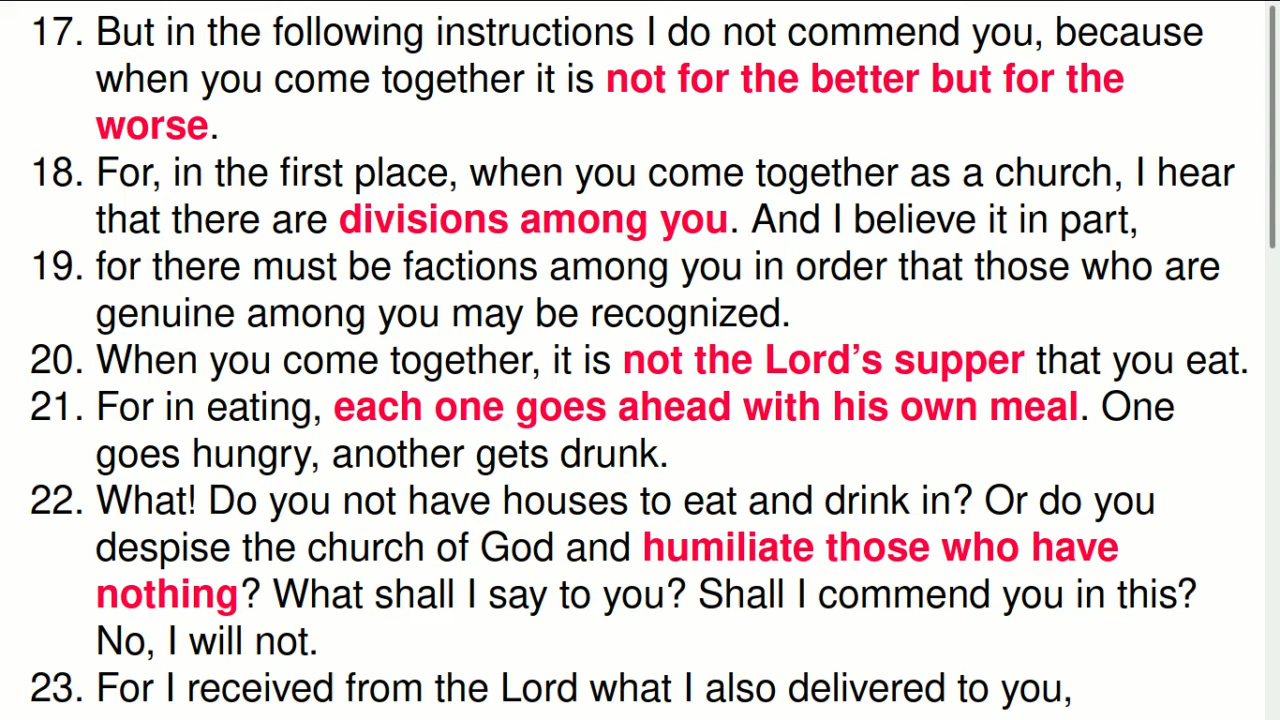 17. But in the following instructions I do not commend you, because
when you come together it is not for the better but for the
worse.
18. For, in the first place, when you come together as a church, I hear
that there are divisions among you. And I believe it in part,
19. for there must be factions among you in order that those who are
genuine among you may be recognized.
20. When you come together, it is not the Lord’s supper that you eat.
21. For in eating, each one goes ahead with his own meal. One
goes hungry, another gets drunk.
22. What! Do you not have houses to eat and drink in? Or do you
despise the church of God and humiliate those who have
nothing? What shall I say to you? Shall I commend you in this?
No, I will not.
23. For I received from the Lord what I also delivered to you,